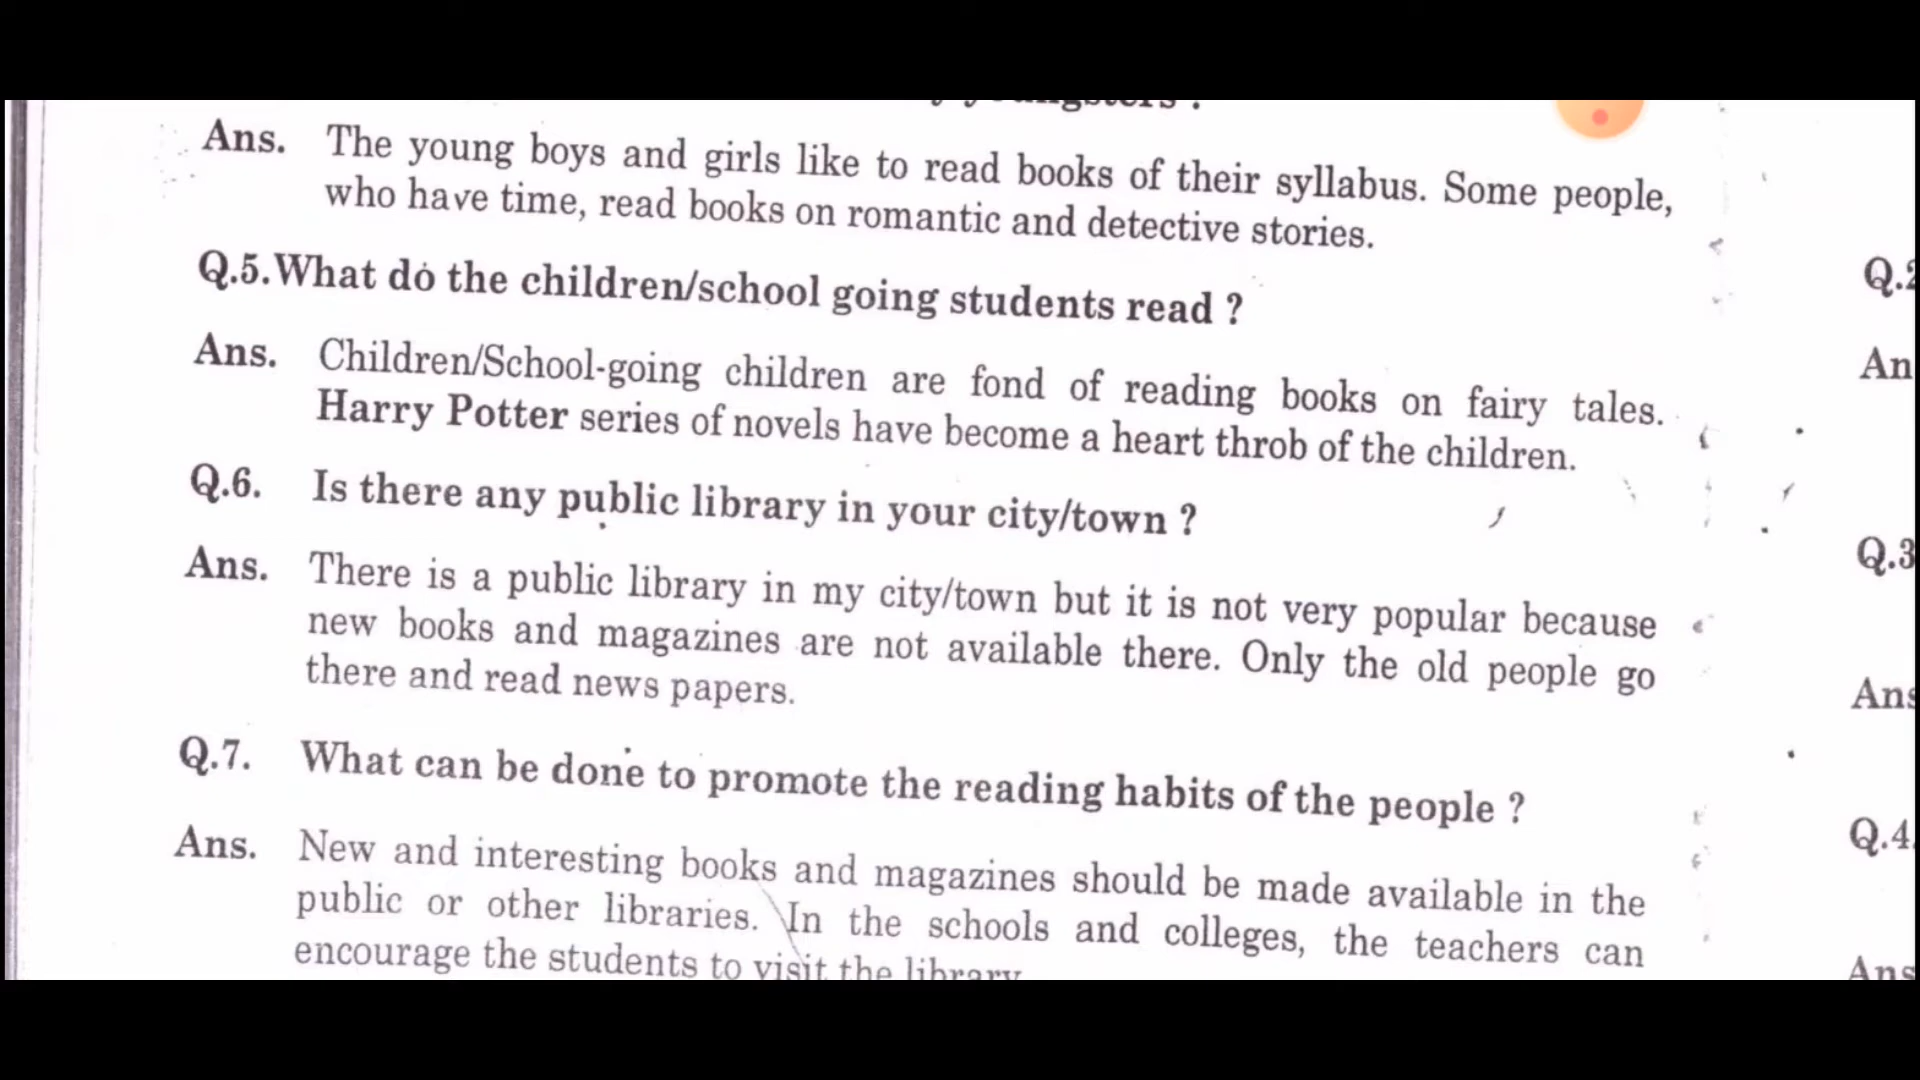 youngsters ?
Ans. The young boys and girls like to read books of their syllabus. Some people,
who have time, read books on romantic and detective stories.
Q.5. What do the children/school going students read ?
Ans. Children/School-going children are fond of reading books on fairy tales.
Harry Potter series of novels have become a heart throb of the children.
Q.6. Is there any public library in your city/town ?
Ans. There is a public library in my city/town but it is not very popular because
new books and magazines are not available there. Only the old people go
there and read news papers.
Q.7. What can be done to promote the reading habits of the people ?
Ans. New and interesting books and magazines should be made available in the
public or other libraries. In the schools and colleges, the teachers can
encourage the students to visit the library
Q.2
An
Q.3
Ans
Q.4.
Ans